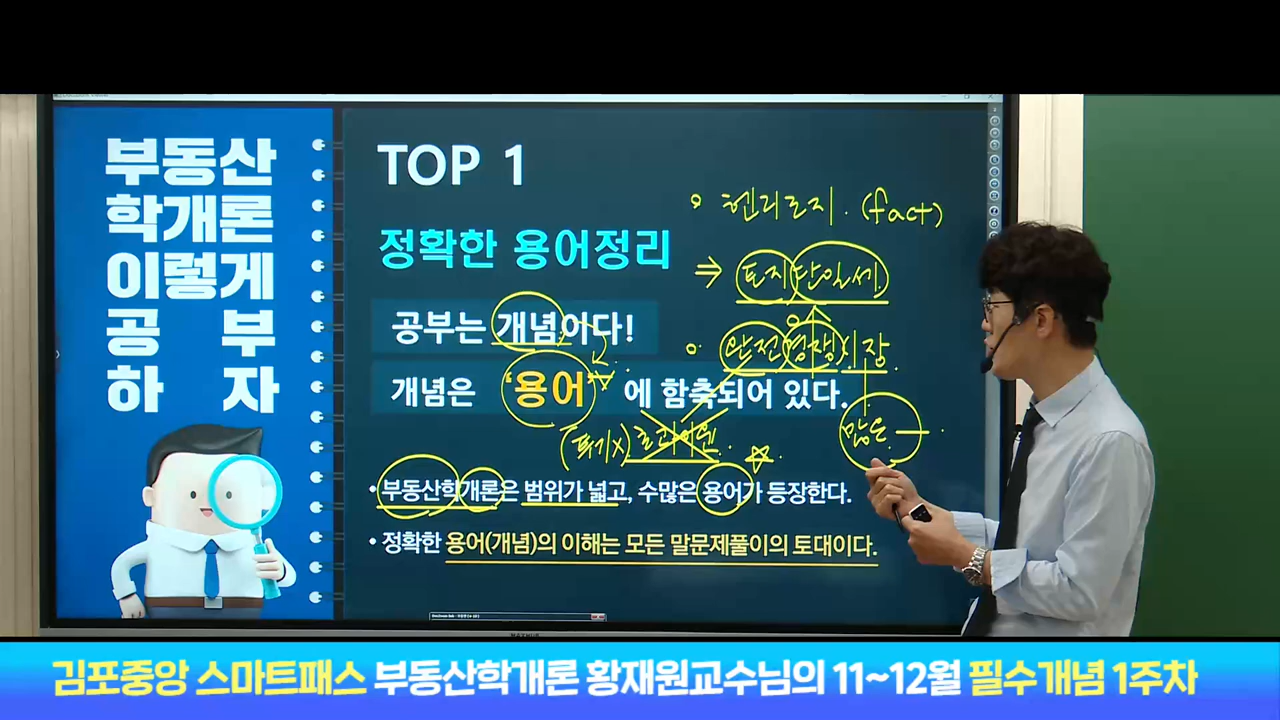 부동산
학개론
이렇게
공 부
하 자
TOP 1
정확한 용어정리
공부는 개념이다!
개념은 ‘용어’에 함축되어 있다.
• 부동산학개론은 범위가 넓고, 수많은 용어가 등장한다.
• 정확한 용어(개념)의 이해는 모든 말문제풀이의 토대이다.
헨리조지. (fact)
⇒ 토지단일세.
완전경쟁시장
많은
(투기X)
김포중앙 스마트패스 부동산학개론 황재원교수님의 11~12월 필수개념 1주차